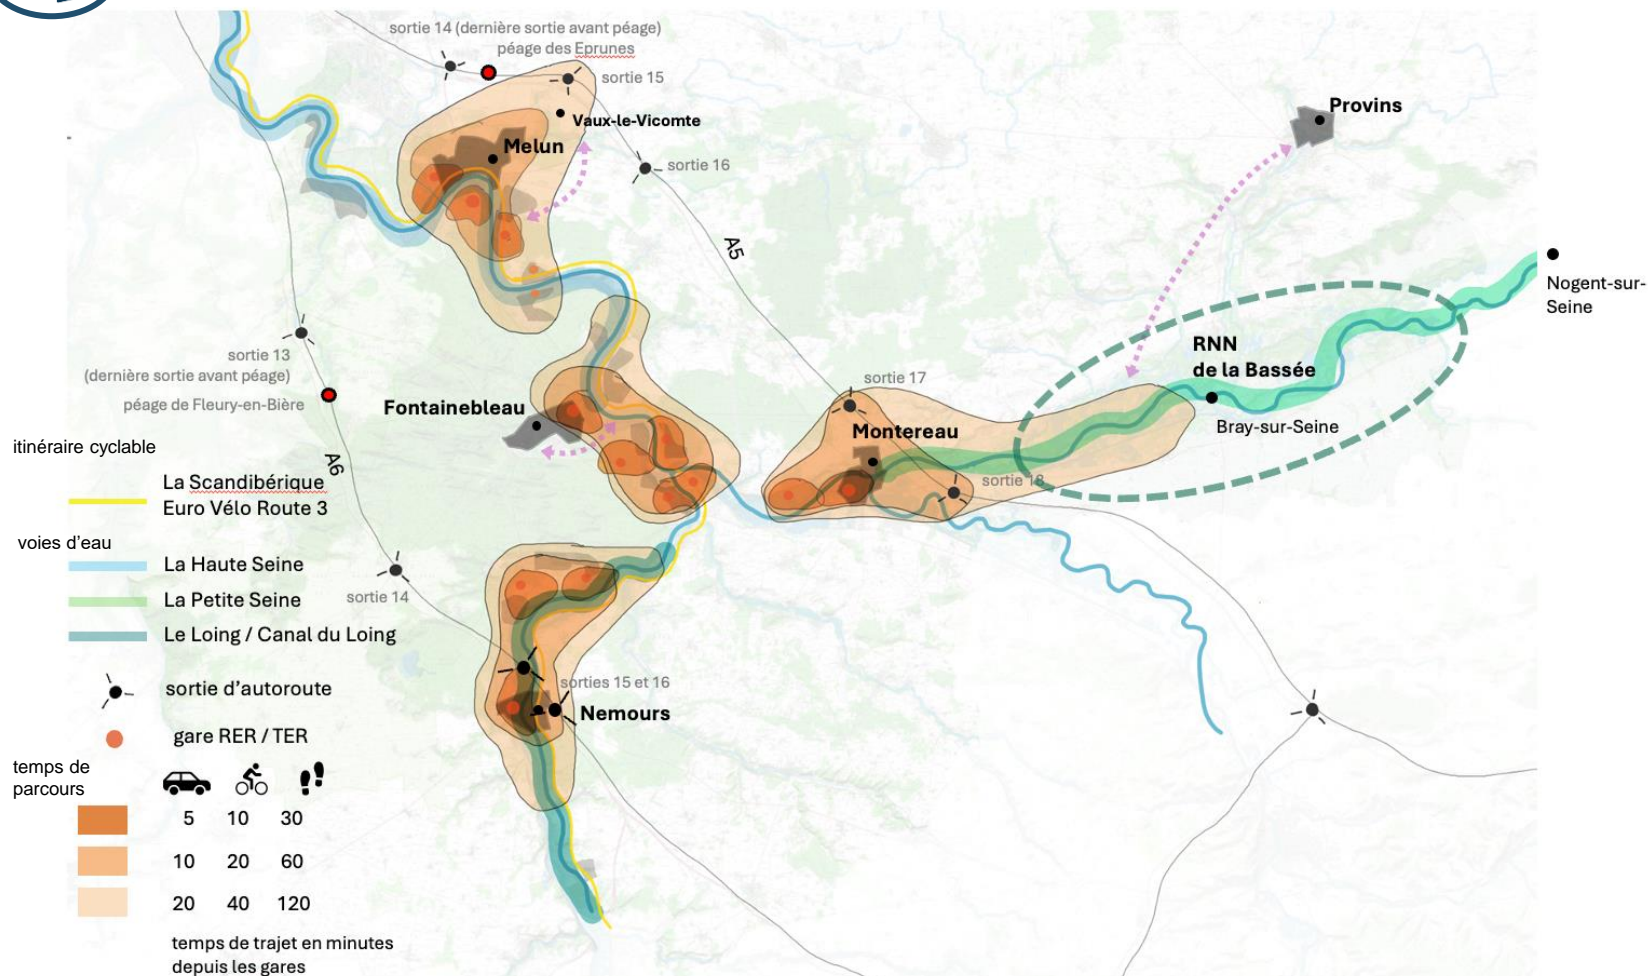 sortie 14 (dernière sortie avant péage)
péage des Eprunes
sortie 15
Vaux-le-Vicomte
Melun
sortie 16
Provins
A5
Nogent-sur-
Seine
sortie 13
(dernière sortie avant péage)
péage de Fleury-en-Bière
RNN
de la Bassée
sortie 17
Fontainebleau
Montereau
Bray-sur-Seine
A6
sortie 18
sortie 14
sorties 15 et 16
Nemours
itinéraire cyclable
La Scandibérique
Euro Vélo Route 3
voies d'eau
La Haute Seine
La Petite Seine
Le Loing / Canal du Loing
sortie d'autoroute
gare RER / TER
temps de
parcours
5 10 30
10 20 60
20 40 120
temps de trajet en minutes
depuis les gares